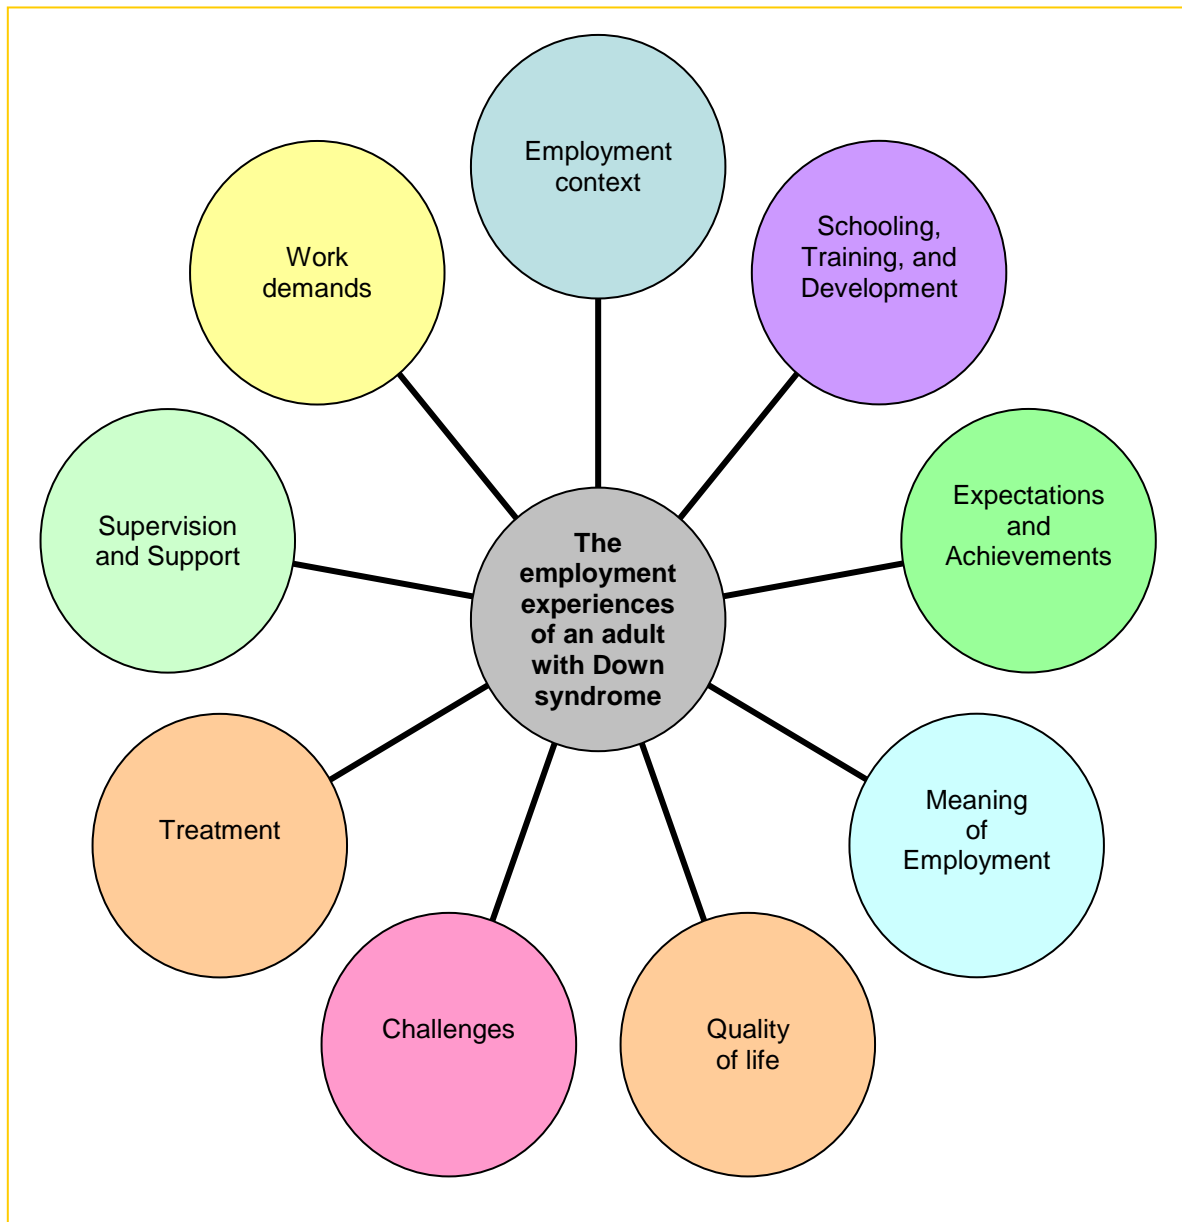 Employment
context
Schooling,
Training, and
Development
Work
demands
Expectations
and
Achievements
Supervision
and Support
The
employment
experiences
of an adult
with Down
syndrome
Meaning
of
Employment
Treatment
Challenges
Quality
of life